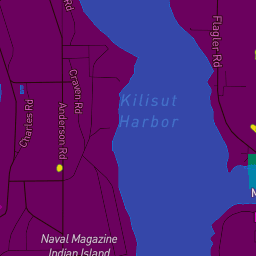 Kilisut
Harbor
Flagler Rd
Craven Rd
Charles Rd
Anderson Rd
Naval Magazine
Indian Island